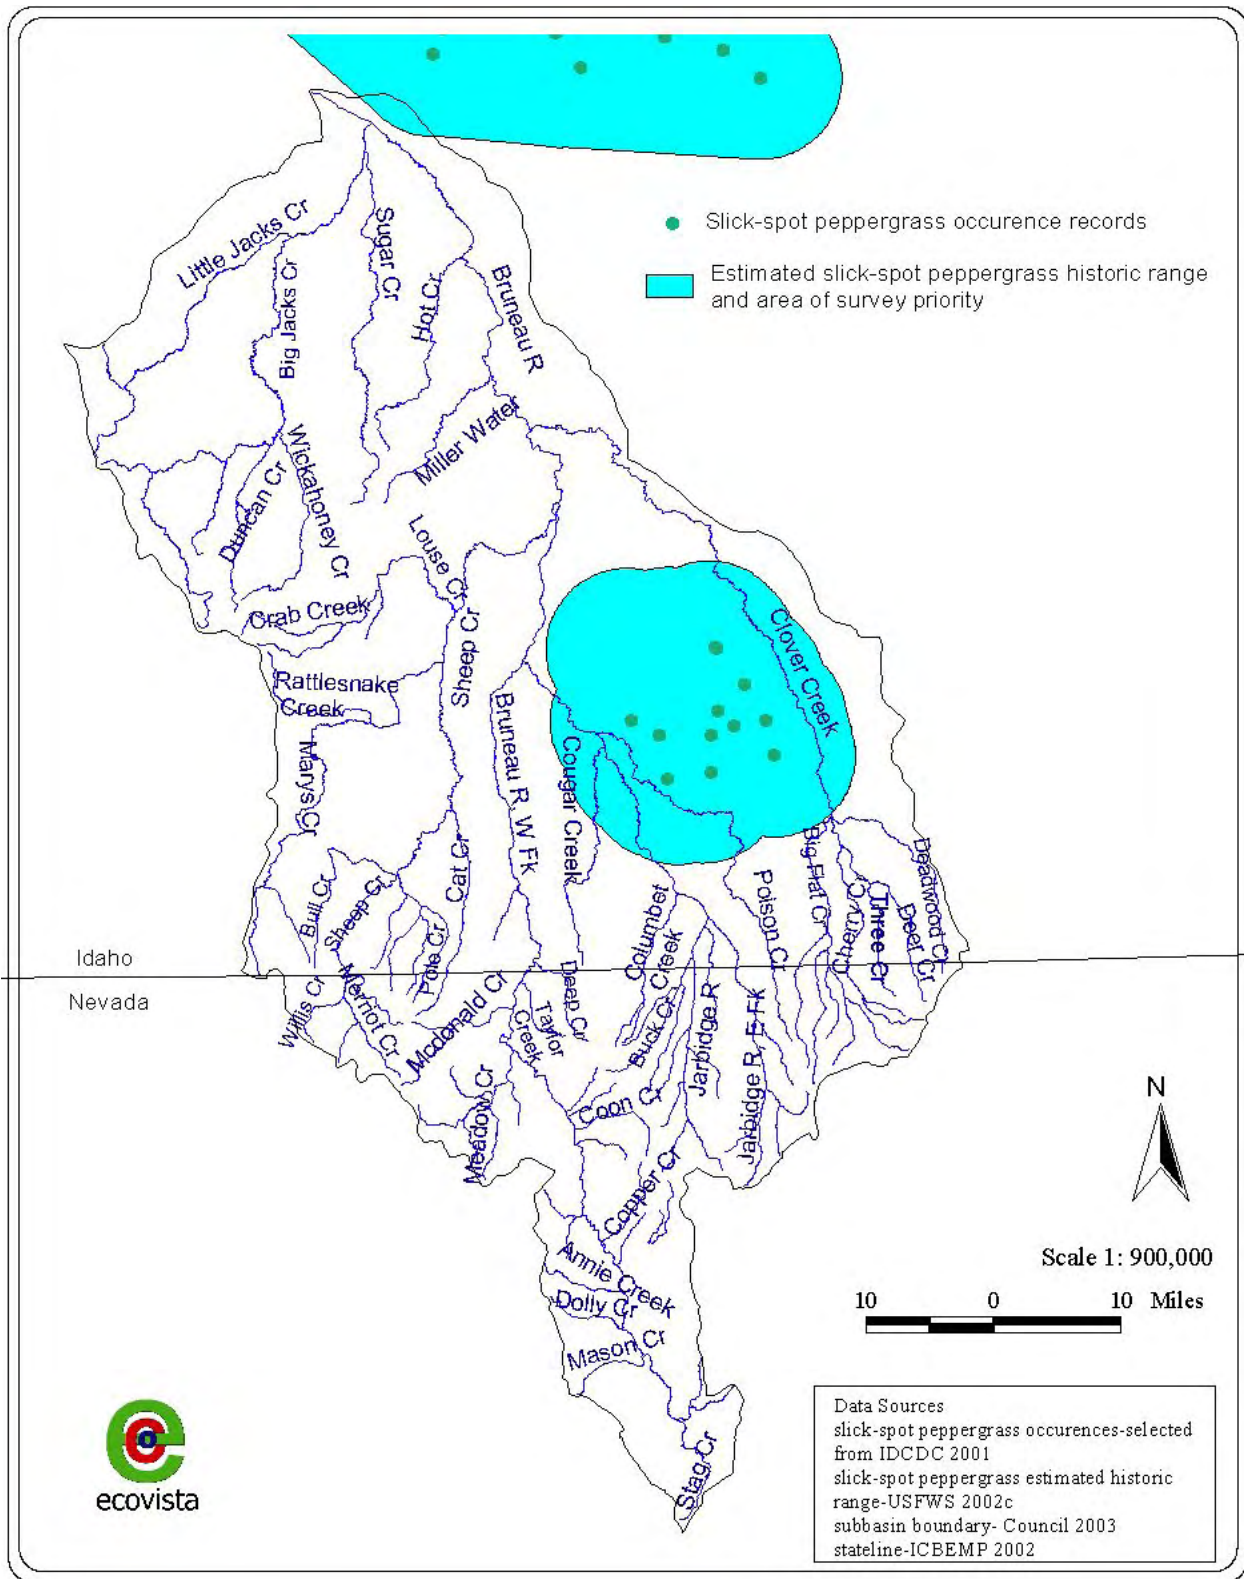 Slick-spot peppergrass occurence records
Estimated slick-spot peppergrass historic range
and area of survey priority
Little Jacks Cr
Big Jacks Cr
Sugar Cr
Hot Cr
Bruneau R
Miller Water
Duncan Cr
Wickahoney Cr
Louse Cr
Crab Creek
Sheep Cr
Clover Creek
Rattlesnake
Creek
Marys Cr
Bruneau R, W Fk
Cougar Creek
Cat Cr
Bull Cr
Sheep Cr
Pole Cr
Columbet
Creek
Poison Cr
Big Flat Cr
Cherry Cr
Three Cr
Deer Cr
Deadwood Cr
Idaho
Nevada
Willis Cr
Merriot Cr
Mcdonald Cr
Taylor
Creek
Deep Cr
Buck Cr
Jarbidge R
Jarbidge R, E Fk
Meadow Cr
Coon Cr
Copper Cr
Annie Creek
Dolly Cr
Mason Cr
Stag Cr
N
Scale 1: 900,000
10 0 10 Miles
ecovista
Data Sources
slick-spot peppergrass occurences-selected
from IDCDC 2001
slick-spot peppergrass estimated historic
range-USFWS 2002c
subbasin boundary- Council 2003
stateline-ICBEMP 2002